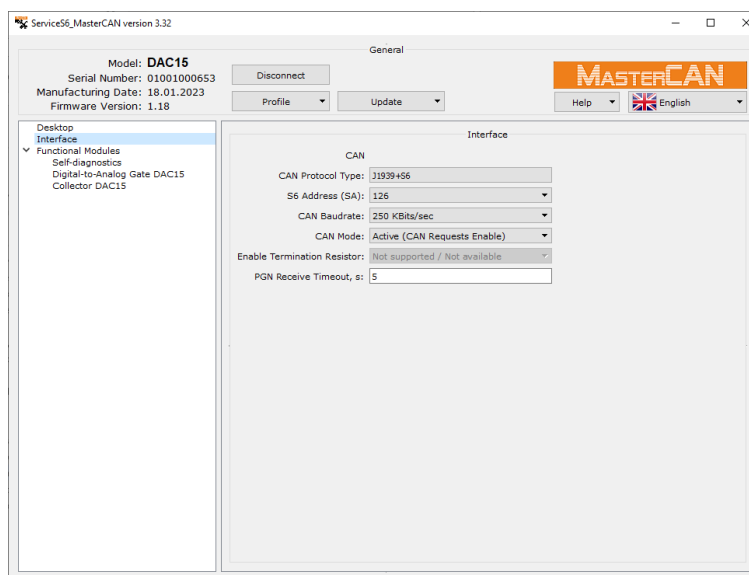 ServiceS6_MasterCAN version 3.32
General
Model: DAC15
Serial Number: 01001000653
Manufacturing Date: 18.01.2023
Firmware Version: 1.18
Disconnect
Profile
Update
MASTERCAN
Help
English
Desktop
Interface
Functional Modules
Self-diagnostics
Digital-to-Analog Gate DAC15
Collector DAC15
Interface
CAN
CAN Protocol Type: J1939+S6
S6 Address (SA): 126
CAN Baudrate: 250 KBits/sec
CAN Mode: Active (CAN Requests Enable)
Enable Termination Resistor: Not supported / Not available
PGN Receive Timeout, s: 5